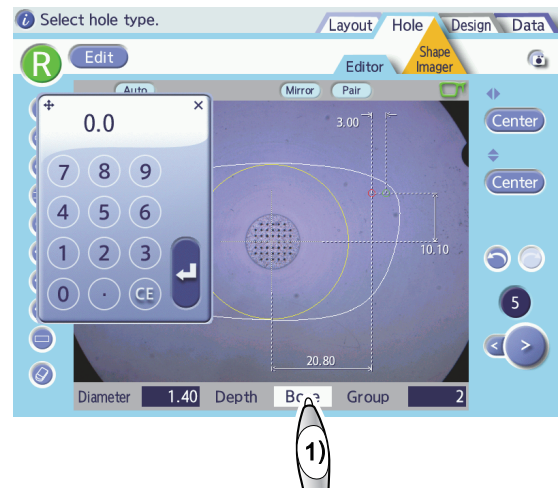 Select hole type.
Layout Hole Design Data
R Edit
Editor Shape Imager
Auto Mirror Pair
0.0
7 8 9
4 5 6
1 2 3
0 . CE
3.00
10.10
20.80
Center
Center
5
< >
Diameter 1.40 Depth Bore Group 2
1)